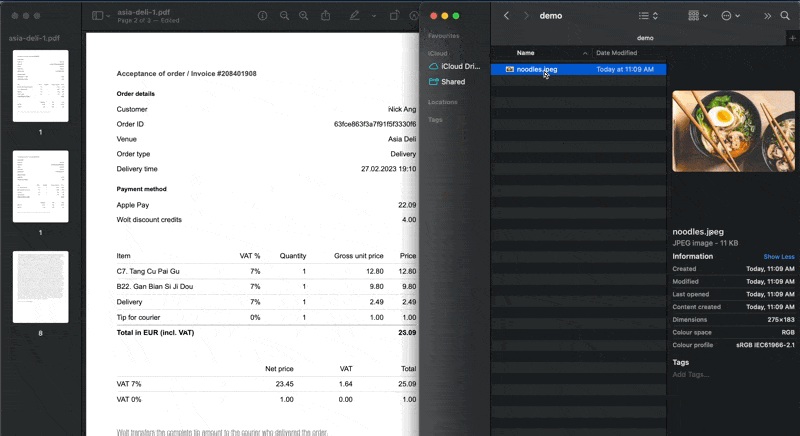 asia-deli-1.pdf
Page 2 of 3 — Edited
asia-deli-1.pdf
1
1
8
Acceptance of order / Invoice #208401908
Order details
Customer Nick Ang
Order ID 63fce863f3a7f91f5f3330f6
Venue Asia Deli
Order type Delivery
Delivery time 27.02.2023 19:10
Payment method
Apple Pay 22.09
Wolt discount credits 4.00
Item VAT % Quantity Gross unit price Price
C7. Tang Cu Pai Gu 7% 1 12.80 12.80
B22. Gan Bian Si Ji Dou 7% 1 9.80 9.80
Delivery 7% 1 2.49 2.49
Tip for courier 0% 1 1.00 1.00
Total in EUR (incl. VAT)
Net price VAT Total
VAT 7% 23.45 1.64 25.09
VAT 0% 1.00 0.00 1.00
Wolt transfers the complete tip amount to the courier who delivered the order.
demo
demo
Favourites
iCloud
iCloud Dri...
Shared
Locations
Tags
Name Date Modified
noodles.jpeg Today at 11:09 AM
noodles.jpeg
JPEG image - 11 KB
Information Show Less
Created Today, 11:09 AM
Modified Today, 11:09 AM
Last opened Today, 11:09 AM
Content created Today, 11:09 AM
Dimensions 275×183
Colour space RGB
Colour profile sRGB IEC61966-2.1
Tags
Add Tags...